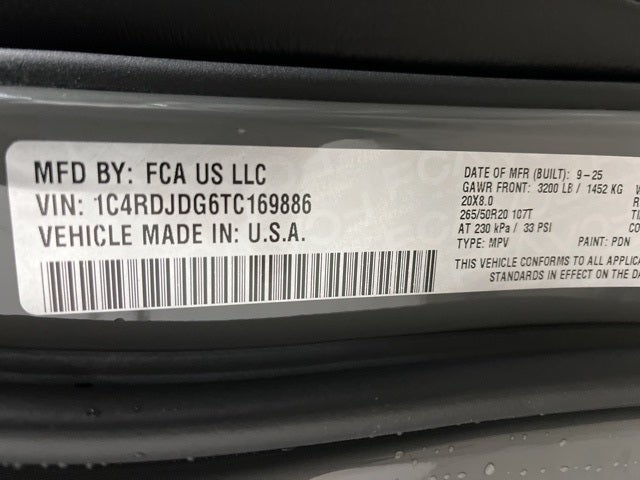 MFD BY: FCA US LLC
VIN: 1C4RDJDG6TC169886
VEHICLE MADE IN: U.S.A.
DATE OF MFR (BUILT): 9-25
GAWR FRONT: 3200 LB / 1452 KG
20X8.0
265/50R20 107T
AT 230 kPa / 33 PSI
TYPE: MPV PAINT: PDN
THIS VEHICLE CONFORMS TO ALL APPLICA
STANDARDS IN EFFECT ON THE DA